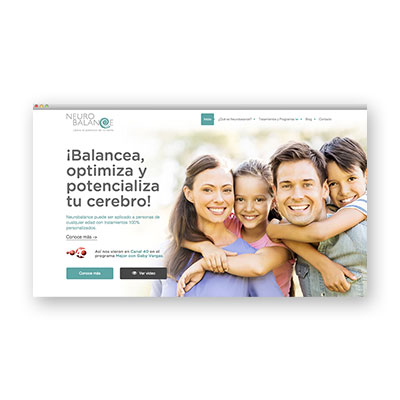 NEURO
BALANCE
Inicio ¿Qué es Neurobalance? Tratamientos y Programas Blog Contacto
¡Balancea,
optimiza y
potencializa
tu cerebro!
Neurobalance puede ser aplicado a personas de
cualquier edad con tratamientos 100%
personalizados.
Conoce más
Así nos vieron en Canal 40 en el
programa Mejor con Gaby Vargas.
Conoce más Ver video